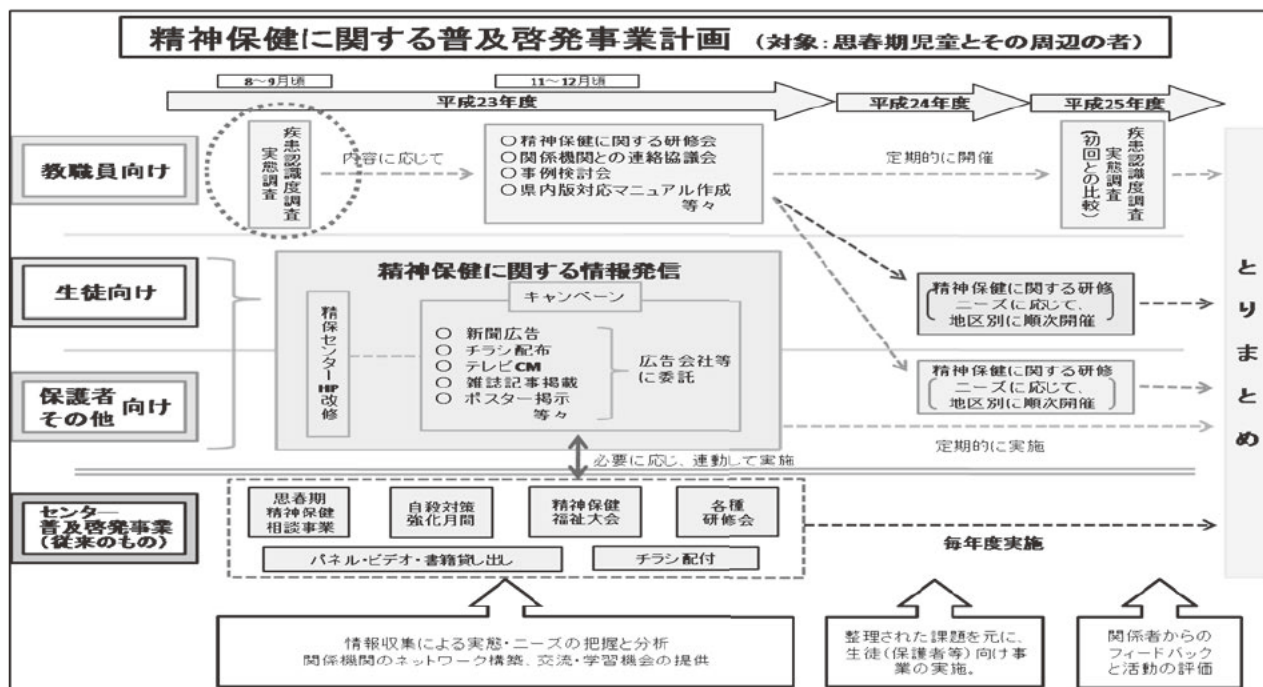 精神保健に関する普及啓発事業計画 (対象:思春期児童とその周辺の者)
8～9月頃
11～12月頃
平成23年度
平成24年度
平成25年度
教職員向け
疾患認識度調査
実態調査
内容に応じて
○精神保健に関する研修会
○関係機関との連絡協議会
○事例検討会
○県内版対応マニュアル作成
等々
定期的に開催
疾患認識度調査
実態調査
(初回との比較)
生徒向け
保護者
その他
向け
精神保健に関する情報発信
精保センターHP改修
キャンペーン
○ 新聞広告
○ チラシ配布
○ テレビCM
○ 雑誌記事掲載
○ ポスター掲示
等々
広告会社等
に委託
精神保健に関する研修
ニーズに応じて、
地区別に順次開催
精神保健に関する研修
ニーズに応じて、
地区別に順次開催
定期的に実施
必要に応じ、連動して実施
とりまとめ
センター
普及啓発事業
(従来のもの)
思春期
精神保健
相談事業
自殺対策
強化月間
精神保健
福祉大会
各種
研修会
パネル・ビデオ・書籍貸し出し
チラシ配付
毎年度実施
情報収集による実態・ニーズの把握と分析
関係機関のネットワーク構築、交流・学習機会の提供
整理された課題を元に、
生徒(保護者等)向け事
業の実施。
関係者からの
フィードバック
と活動の評価